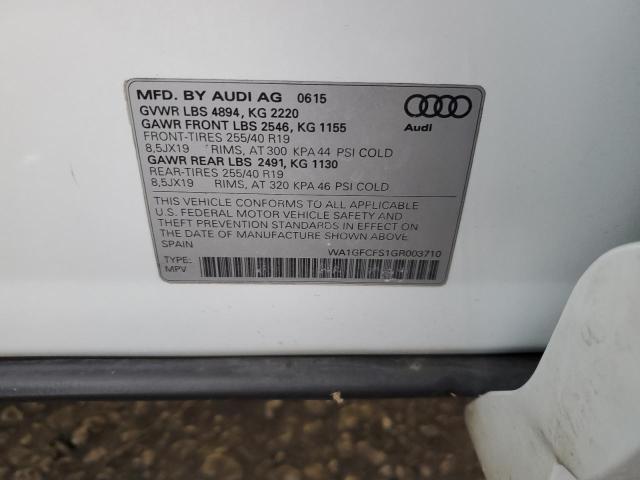 MFD. BY AUDI AG 0615
GVWR LBS 4894, KG 2220
GAWR FRONT LBS 2546, KG 1155
FRONT-TIRES 255/40 R19
8,5JX19 RIMS, AT 300 KPA 44 PSI COLD
GAWR REAR LBS 2491, KG 1130
REAR-TIRES 255/40 R19
8,5JX19 RIMS, AT 320 KPA 46 PSI COLD
Audi
THIS VEHICLE CONFORMS TO ALL APPLICABLE
U.S. FEDERAL MOTOR VEHICLE SAFETY AND
THEFT PREVENTION STANDARDS IN EFFECT ON
THE DATE OF MANUFACTURE SHOWN ABOVE
SPAIN
WA1GFCFS1GR003710
TYPE:
MPV